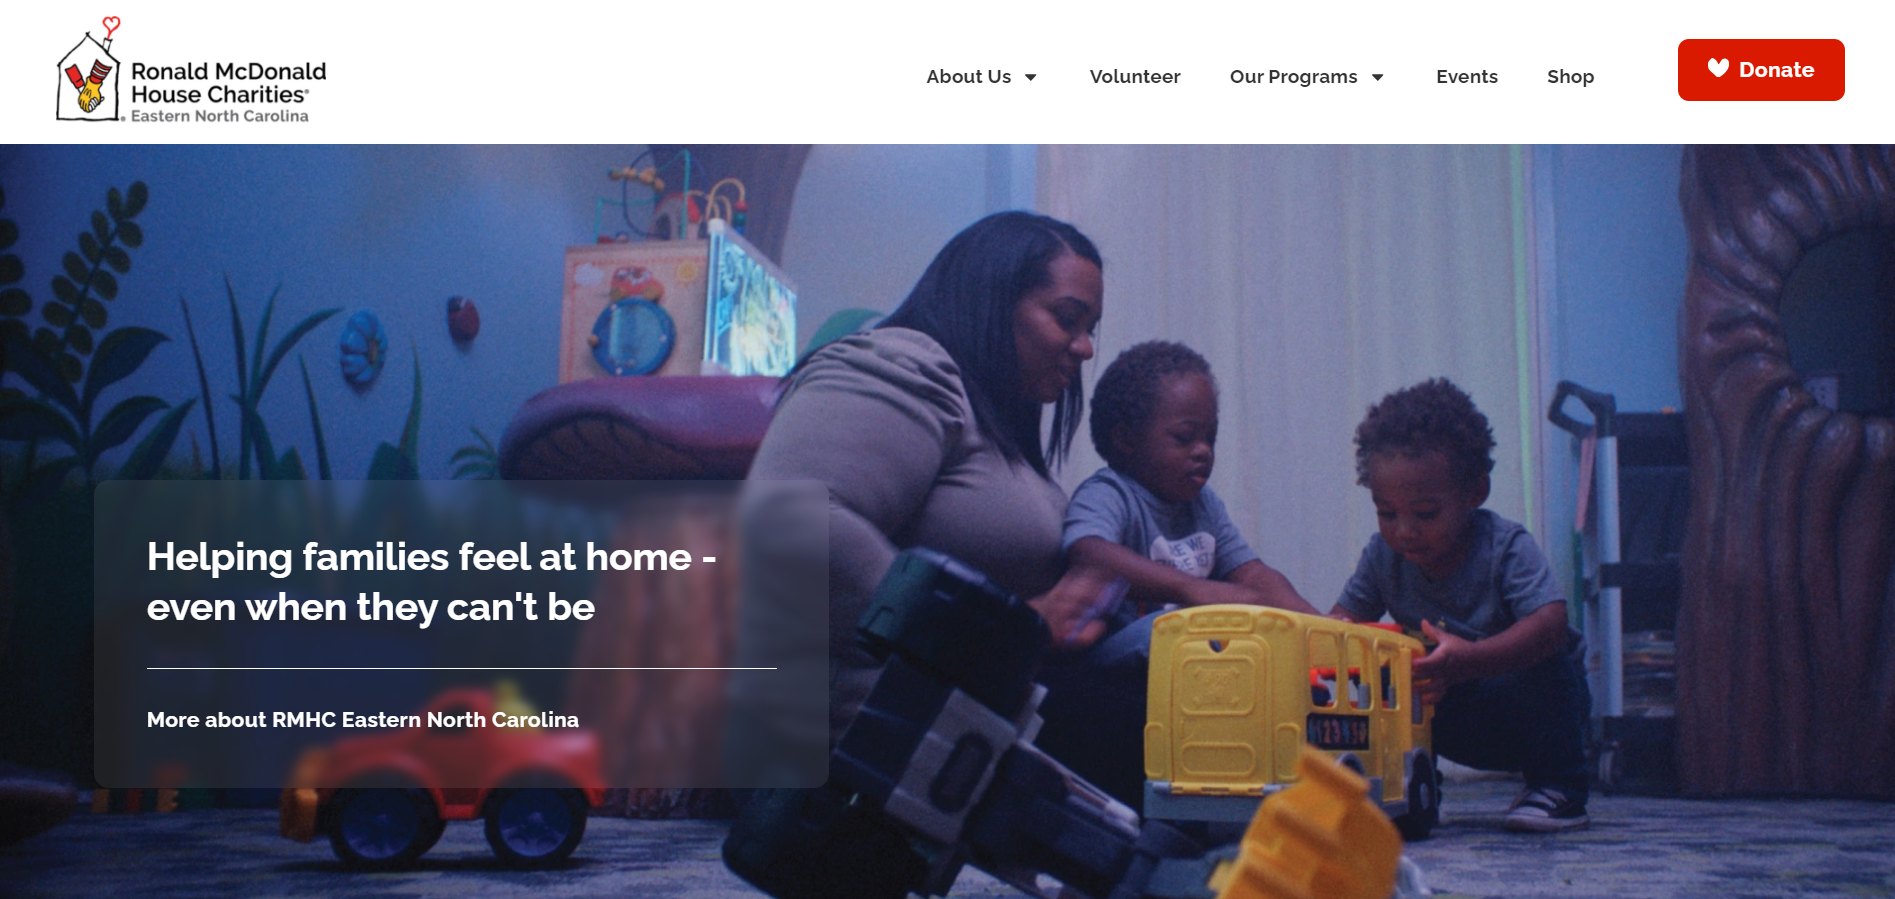 Ronald McDonald
House Charities®
Eastern North Carolina
About Us
Volunteer
Our Programs
Events
Shop
Donate
Helping families feel at home -
even when they can't be
More about RMHC Eastern North Carolina